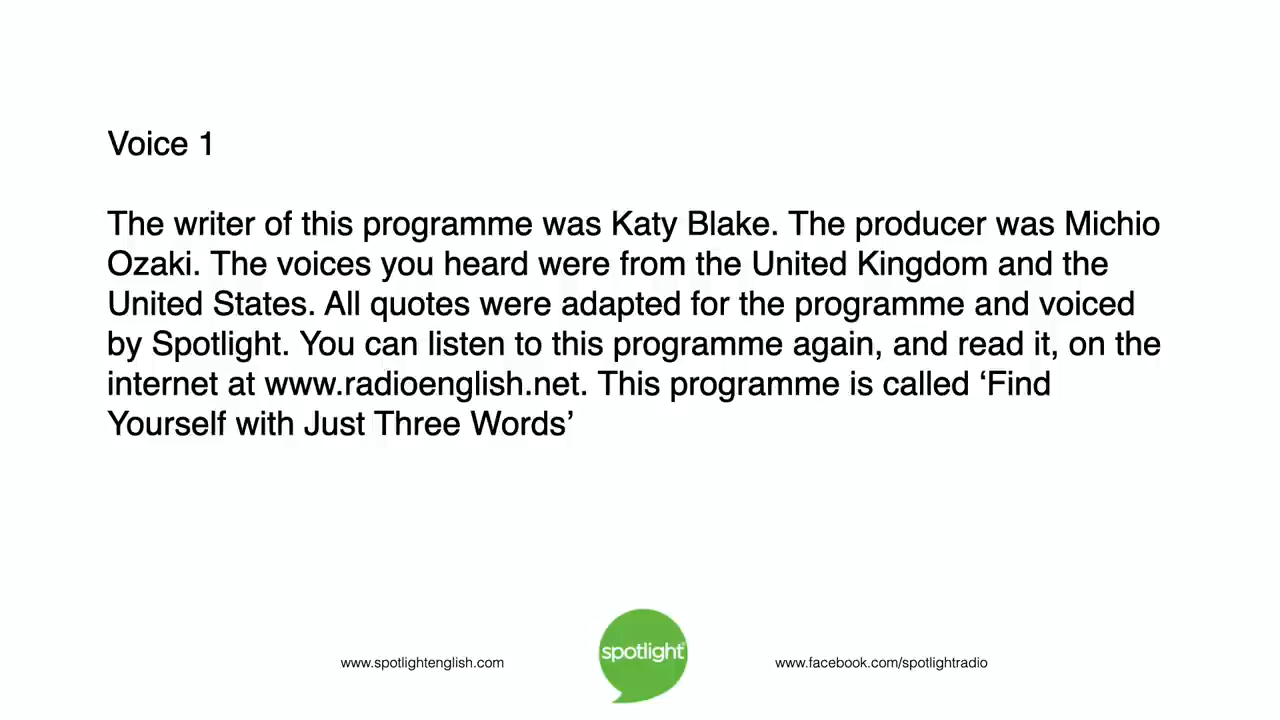 Voice 1
The writer of this programme was Katy Blake. The producer was Michio
Ozaki. The voices you heard were from the United Kingdom and the
United States. All quotes were adapted for the programme and voiced
by Spotlight. You can listen to this programme again, and read it, on the
internet at www.radioenglish.net. This programme is called ‘Find
Yourself with Just Three Words’
www.spotlightenglish.com
spotlight
www.facebook.com/spotlightradio